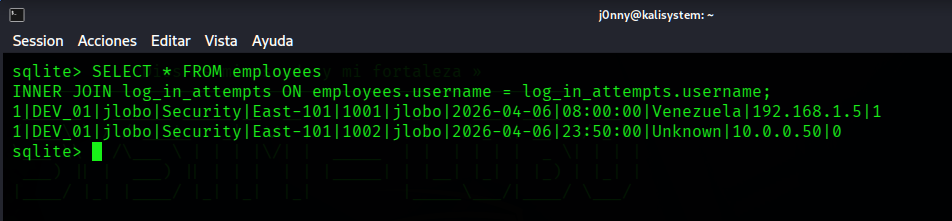 j0nny@kalisystem: ~
Session Acciones Editar Vista Ayuda
sqlite> SELECT * FROM employees
y mi fortaleza »
INNER JOIN log_in_attempts ON employees.username = log_in_attempts.username;
1|DEV_01|jlobo|Security|East-101|1001|jlobo|2026-04-06|08:00:00|Venezuela|192.168.1.5|1
1|DEV_01|jlobo|Security|East-101|1002|jlobo|2026-04-06|23:50:00|Unknown|10.0.0.50|0
sqlite>